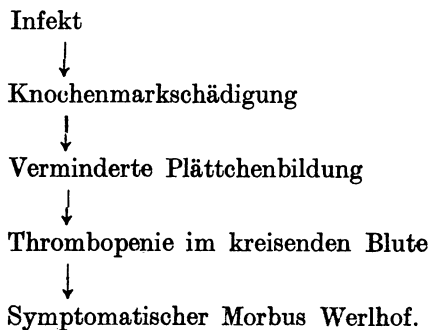 Infekt
Knochenmarkschädigung
Verminderte Plättchenbildung
Thrombopenie im kreisenden Blute
Symptomatischer Morbus Werlhof.